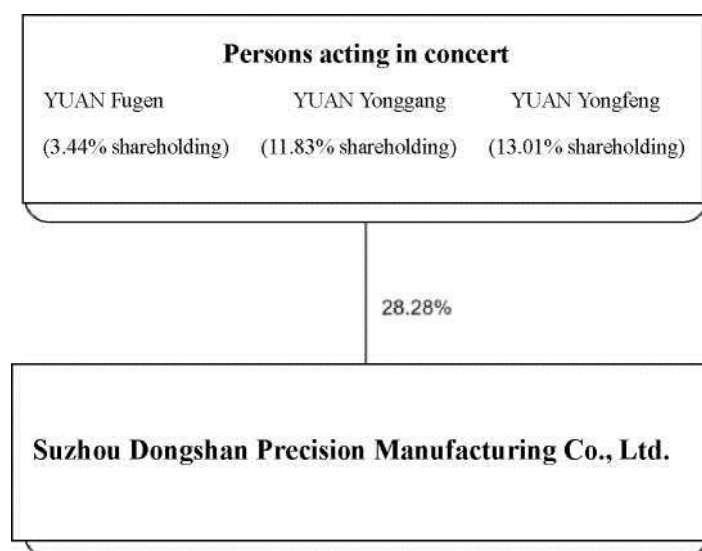 Persons acting in concert
YUAN Fugen YUAN Yonggang YUAN Yongfeng
(3.44% shareholding) (11.83% shareholding) (13.01% shareholding)
28.28%
Suzhou Dongshan Precision Manufacturing Co., Ltd.